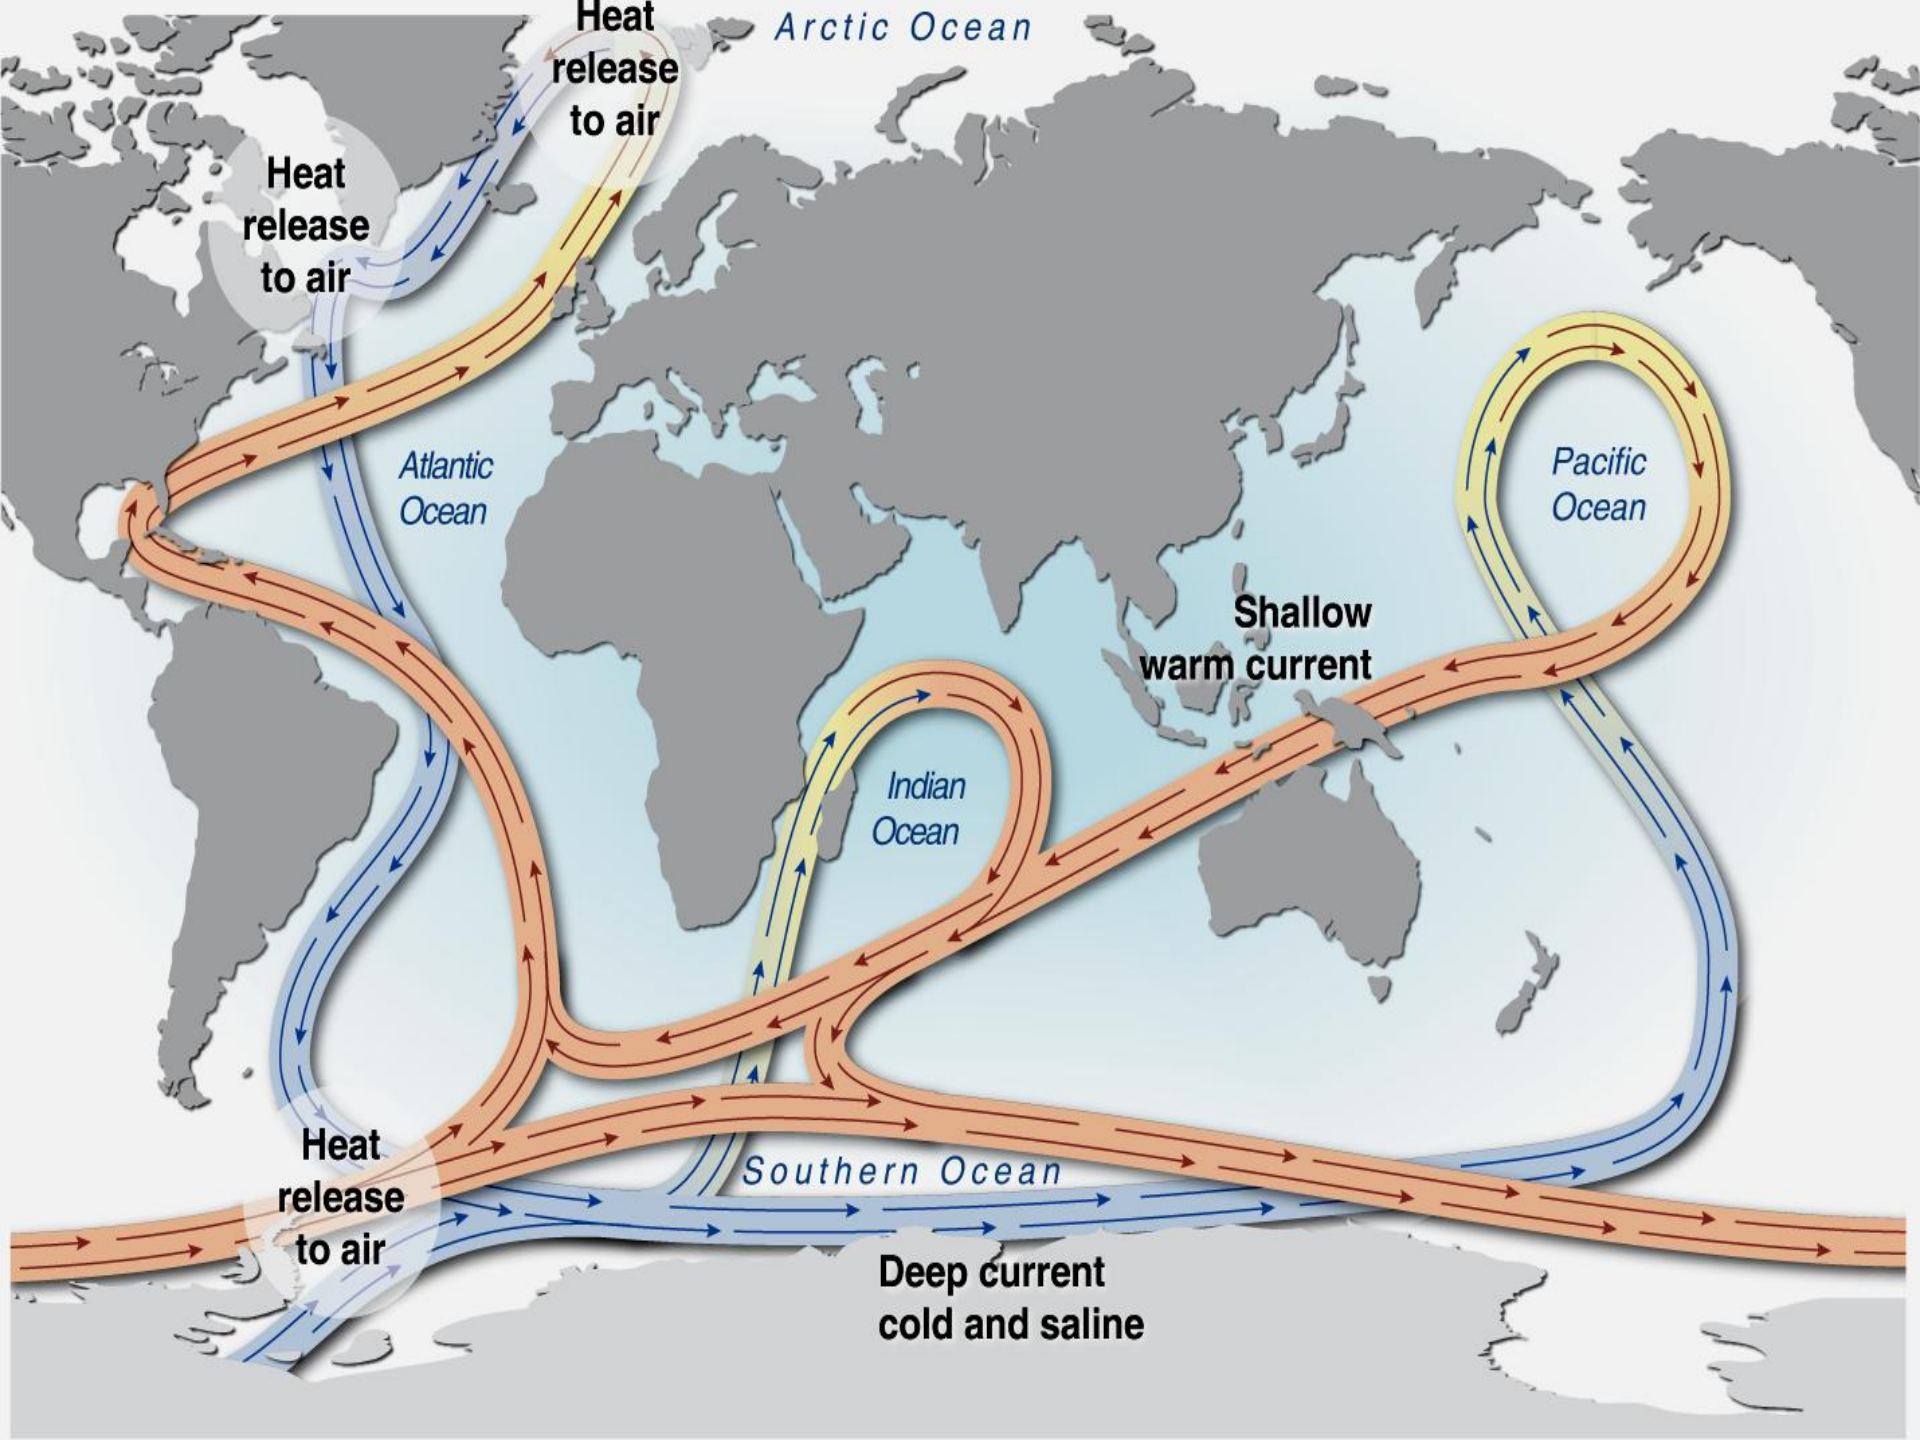 Heat
release
to air
Arctic Ocean
Heat
release
to air
Atlantic
Ocean
Pacific
Ocean
Shallow
warm current
Indian
Ocean
Heat
release
to air
Southern Ocean
Deep current
cold and saline